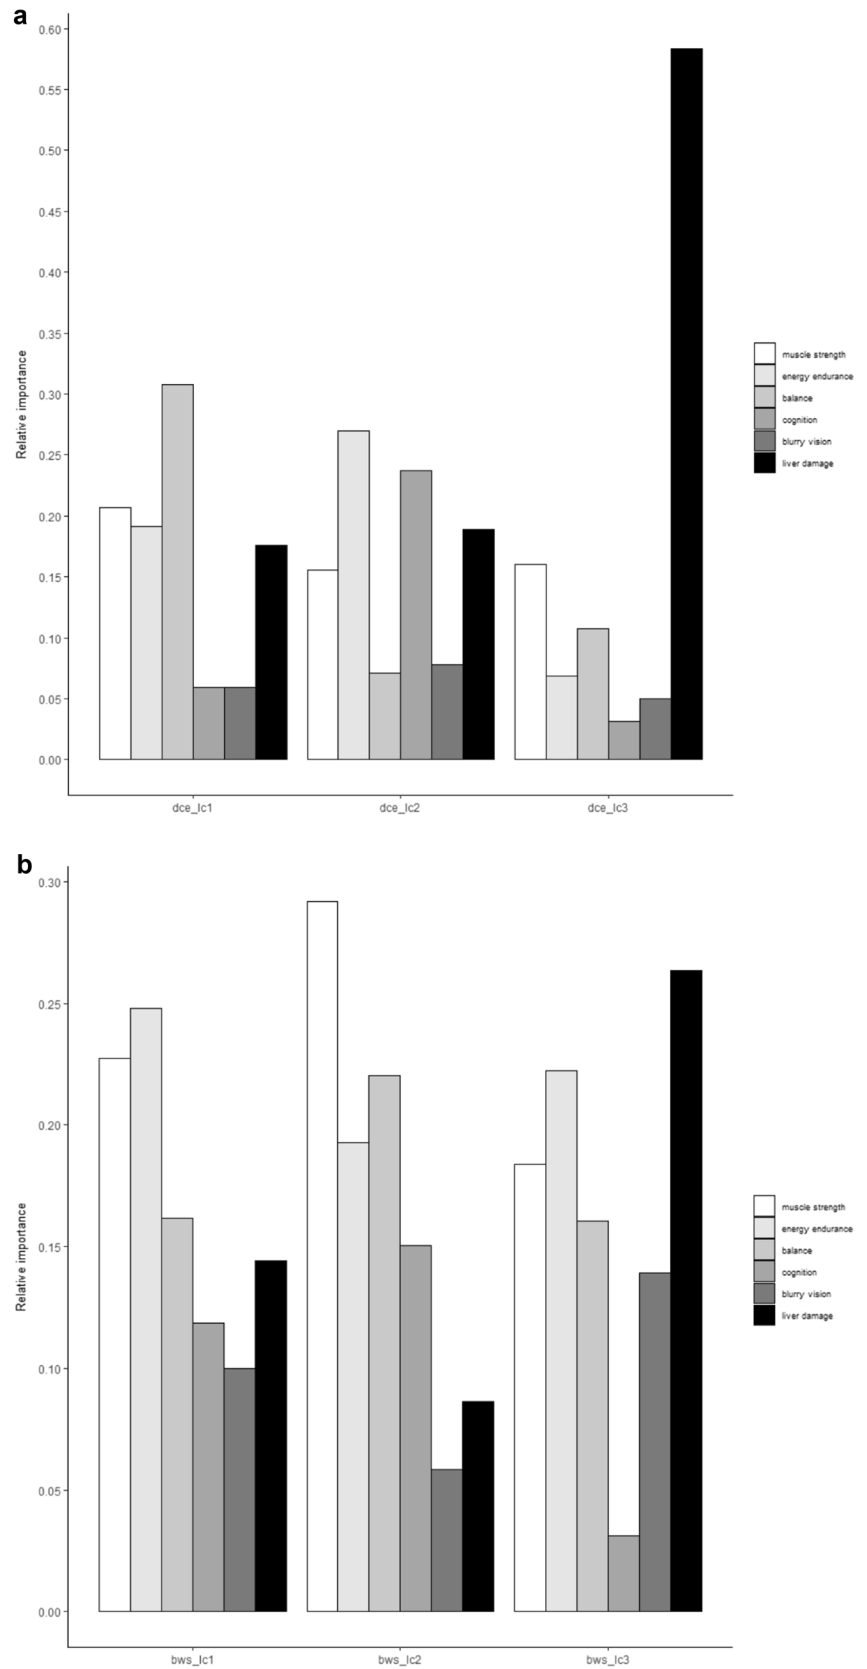 a
0.60
0.55
0.50
0.45
0.40
0.35
0.30
0.25
0.20
0.15
0.10
0.05
0.00
Relative importance
dce_lc1 dce_lc2 dce_lc3
muscle strength
energy endurance
balance
cognition
blurry vision
liver damage
b
0.30
0.25
0.20
0.15
0.10
0.05
0.00
Relative importance
bws_lc1 bws_lc2 bws_lc3
muscle strength
energy endurance
balance
cognition
blurry vision
liver damage